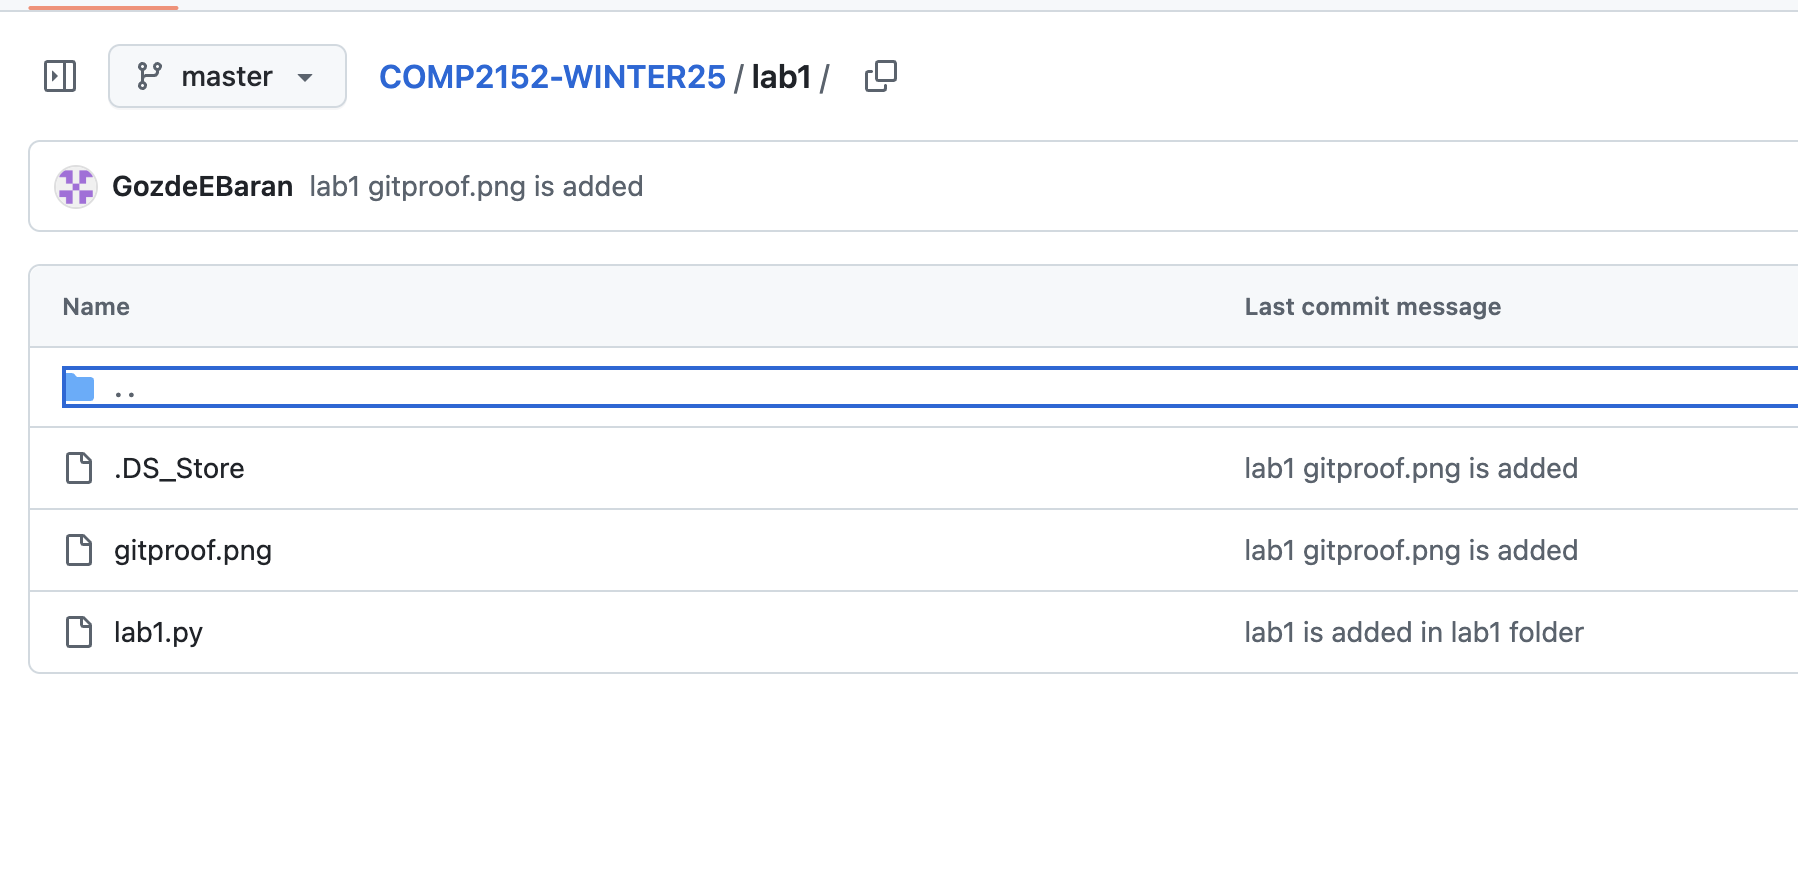 master COMP2152-WINTER25 / lab1 /
GozdeEBaran lab1 gitproof.png is added
Name Last commit message
..
.DS_Store lab1 gitproof.png is added
gitproof.png lab1 gitproof.png is added
lab1.py lab1 is added in lab1 folder